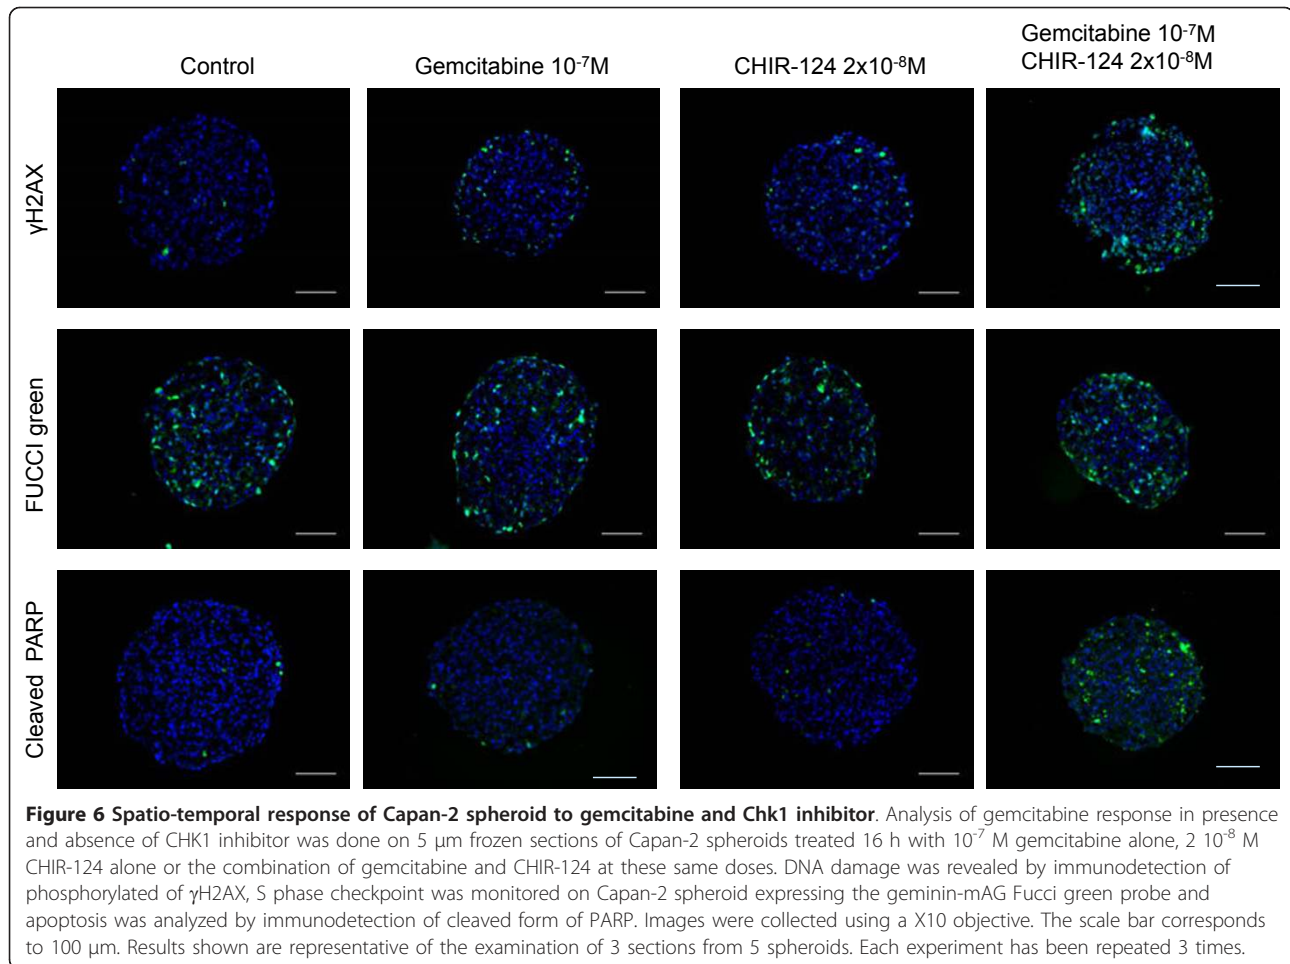 Gemcitabine 10⁻⁷M
Control Gemcitabine 10⁻⁷M CHIR-124 2x10⁻⁸M CHIR-124 2x10⁻⁸M
γH2AX
FUCCI green
Cleaved PARP
Figure 6 Spatio-temporal response of Capan-2 spheroid to gemcitabine and Chk1 inhibitor. Analysis of gemcitabine response in presence
and absence of CHK1 inhibitor was done on 5 μm frozen sections of Capan-2 spheroids treated 16 h with 10⁻⁷ M gemcitabine alone, 2 10⁻⁸ M
CHIR-124 alone or the combination of gemcitabine and CHIR-124 at these same doses. DNA damage was revealed by immunodetection of
phosphorylated of γH2AX, S phase checkpoint was monitored on Capan-2 spheroid expressing the geminin-mAG Fucci green probe and
apoptosis was analyzed by immunodetection of cleaved form of PARP. Images were collected using a X10 objective. The scale bar corresponds
to 100 μm. Results shown are representative of the examination of 3 sections from 5 spheroids. Each experiment has been repeated 3 times.